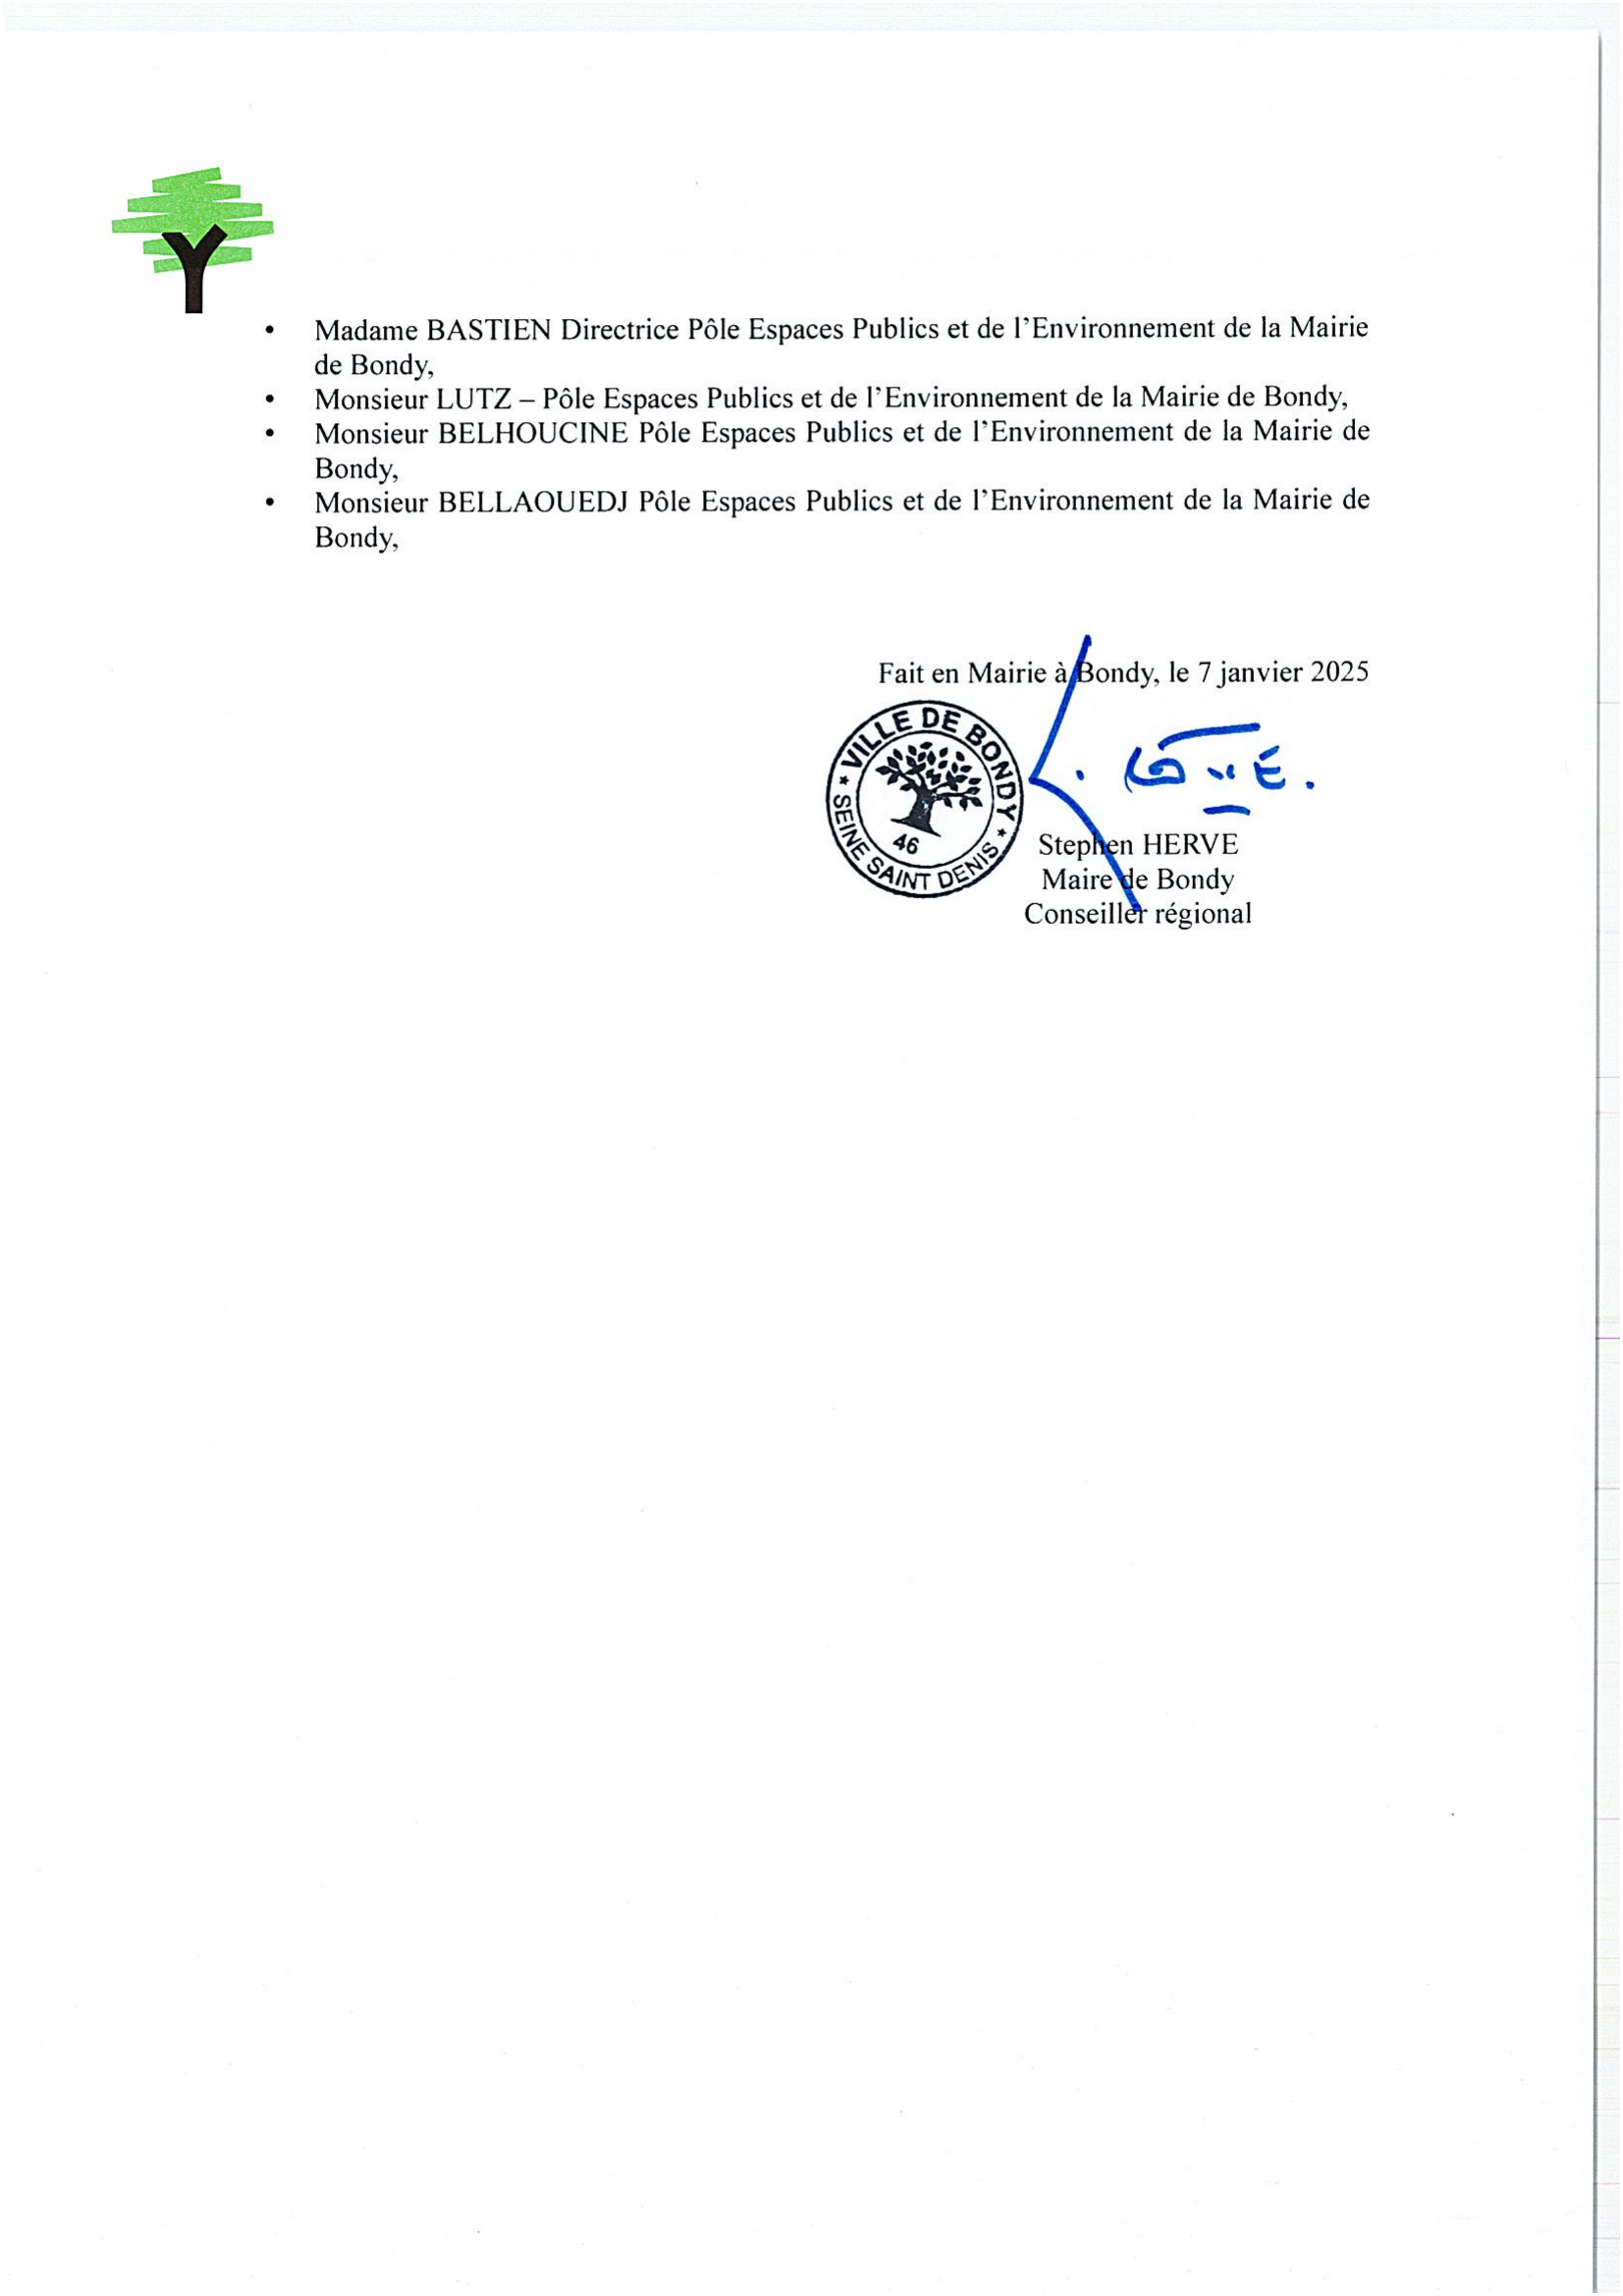 • Madame BASTIEN Directrice Pôle Espaces Publics et de l’Environnement de la Mairie
de Bondy,
• Monsieur LUTZ – Pôle Espaces Publics et de l’Environnement de la Mairie de Bondy,
• Monsieur BELHOUCINE Pôle Espaces Publics et de l’Environnement de la Mairie de
Bondy,
• Monsieur BELLAOUEDJ Pôle Espaces Publics et de l’Environnement de la Mairie de
Bondy,
Fait en Mairie à Bondy, le 7 janvier 2025
* VILLE DE BONDY *
46
SEINE SAINT DENIS
Stephen HERVE
Maire de Bondy
Conseiller régional